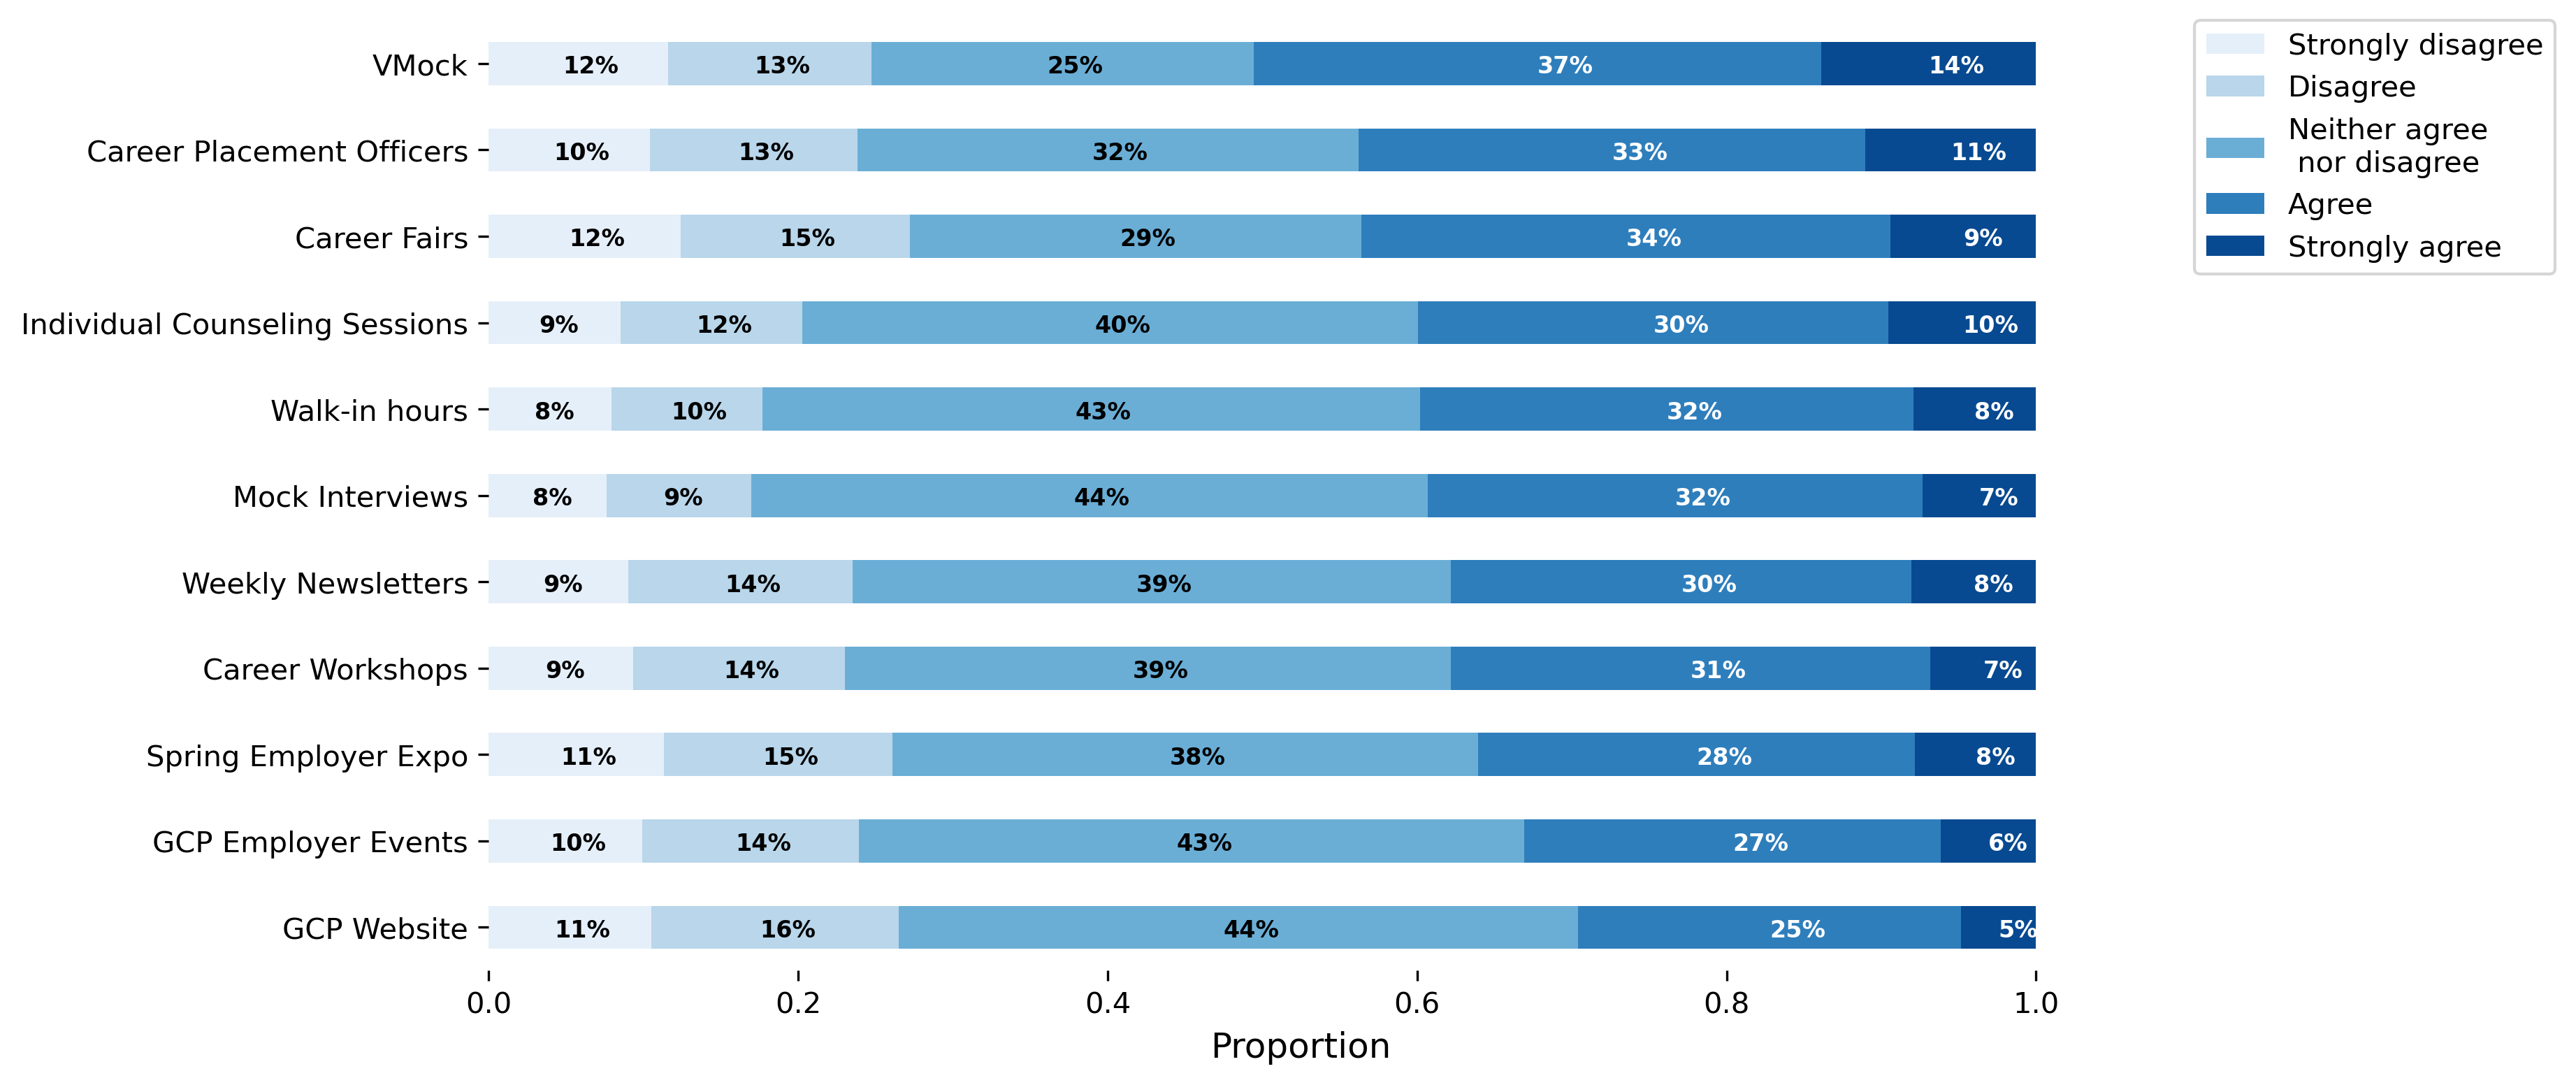 VMock 12% 13% 25% 37% 14%
Career Placement Officers 10% 13% 32% 33% 11%
Career Fairs 12% 15% 29% 34% 9%
Individual Counseling Sessions 9% 12% 40% 30% 10%
Walk-in hours 8% 10% 43% 32% 8%
Mock Interviews 8% 9% 44% 32% 7%
Weekly Newsletters 9% 14% 39% 30% 8%
Career Workshops 9% 14% 39% 31% 7%
Spring Employer Expo 11% 15% 38% 28% 8%
GCP Employer Events 10% 14% 43% 27% 6%
GCP Website 11% 16% 44% 25% 5%
0.0 0.2 0.4 0.6 0.8 1.0
Proportion
Strongly disagree
Disagree
Neither agree
nor disagree
Agree
Strongly agree